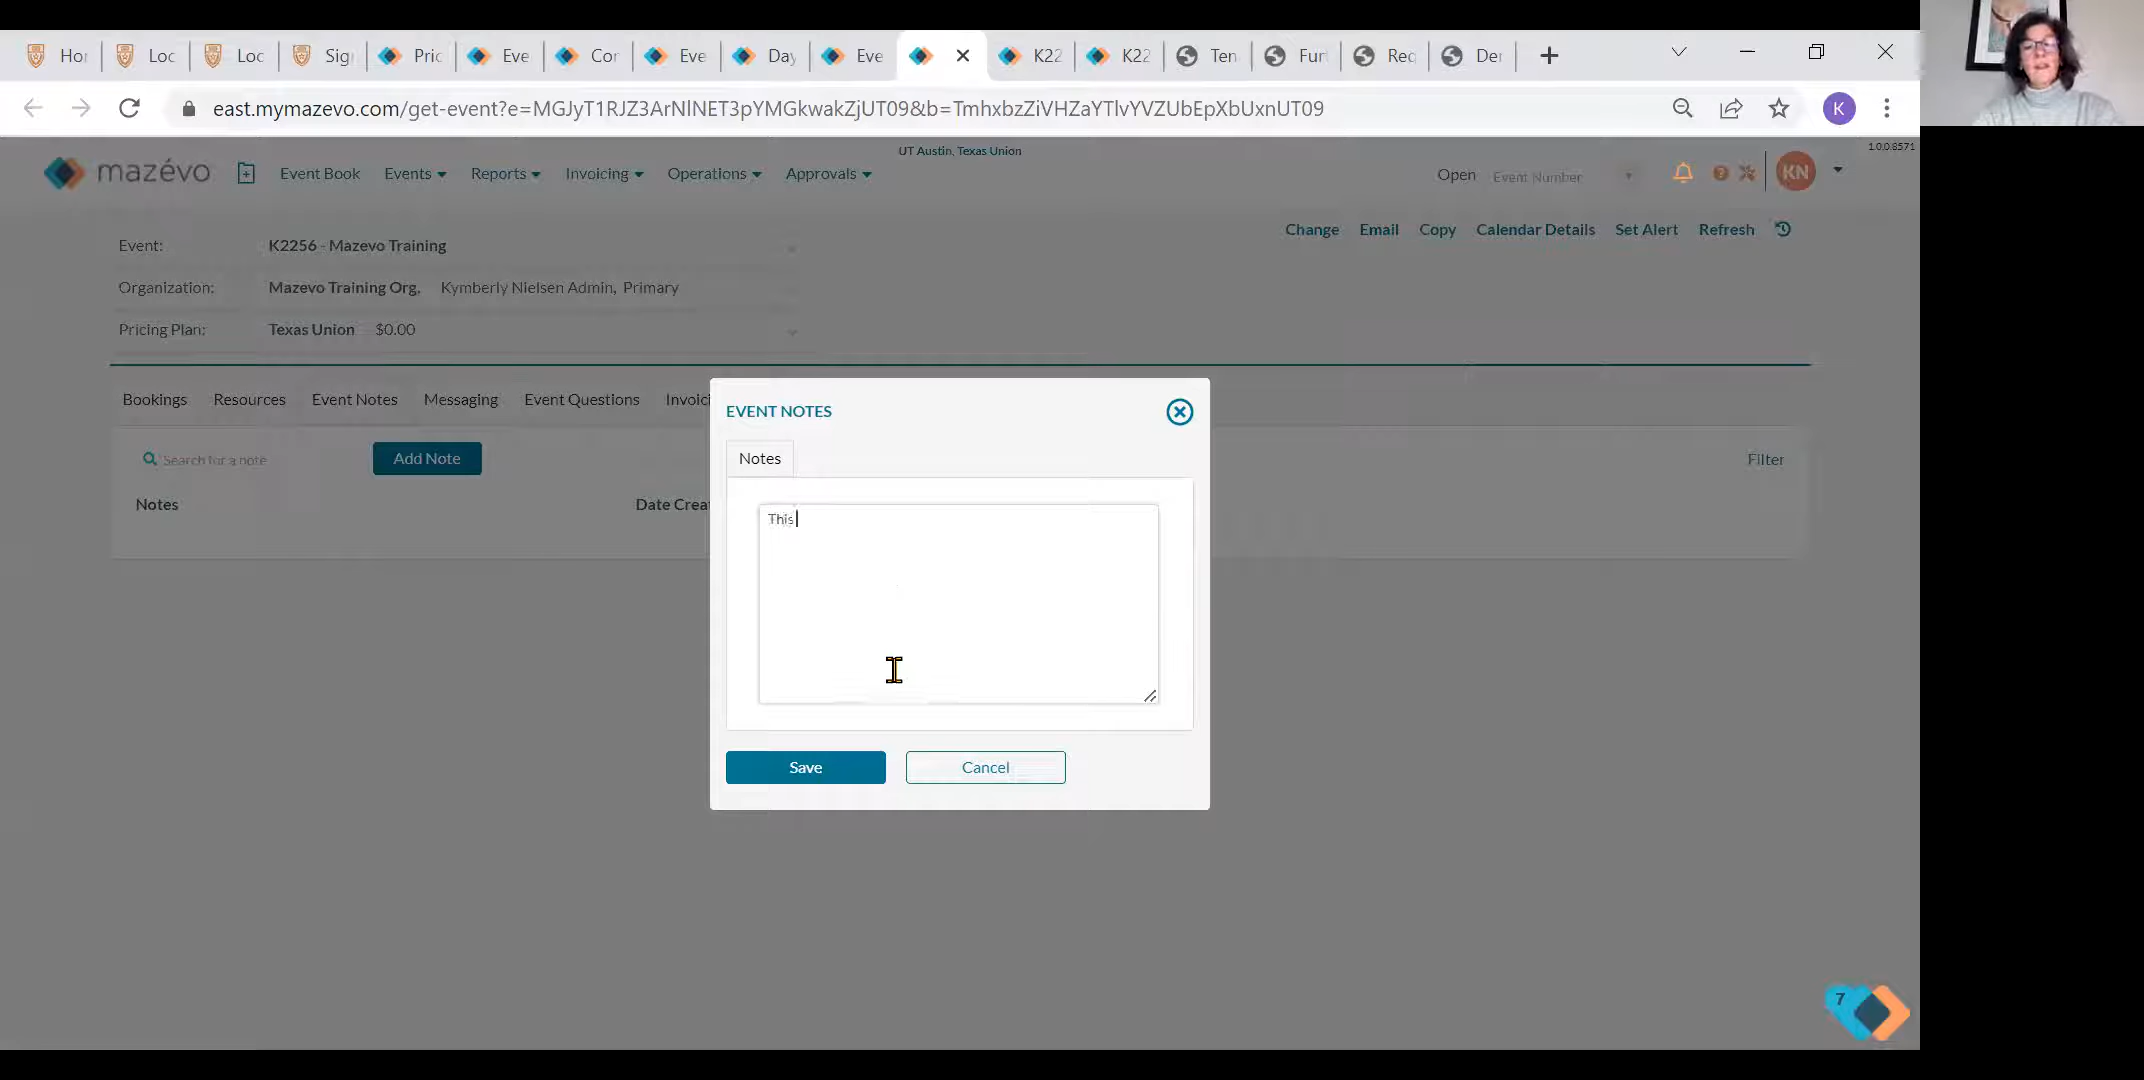 Hor
Loc
Loc
Sig
Pric
Eve
Cor
Eve
Day
Eve
K22
K22
Ten
Fur
Rec
Der
east.mymazevo.com/get-event?e=MGJyT1RJZ3ArNlNET3pYMGkwakZjUT09&b=TmhxbzZiVHZaYTlvYVZUbEpXbUxnUT09
K
UT Austin, Texas Union
1.0.0.8571
mazévo
Event Book
Events
Reports
Invoicing
Operations
Approvals
Open
Event Number
KN
Change
Email
Copy
Calendar Details
Set Alert
Refresh
Event: K2256 - Mazevo Training
Organization: Mazevo Training Org, Kymberly Nielsen Admin, Primary
Pricing Plan: Texas Union $0.00
Bookings
Resources
Event Notes
Messaging
Event Questions
Invoici
Search for a note
Add Note
Filter
Notes
Date Crea
EVENT NOTES
Notes
This
Save
Cancel
7